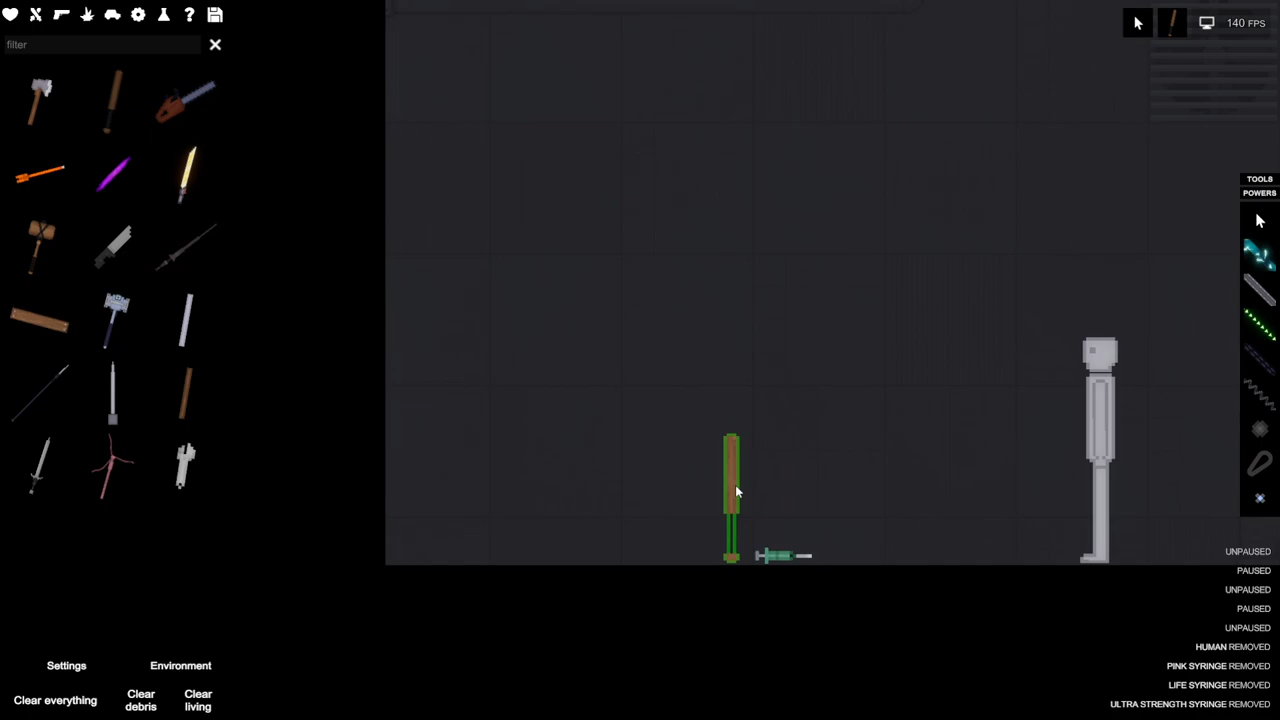 140 FPS
filter
TOOLS
POWERS
UNPAUSED
PAUSED
UNPAUSED
PAUSED
UNPAUSED
HUMAN REMOVED
PINK SYRINGE REMOVED
LIFE SYRINGE REMOVED
ULTRA STRENGTH SYRINGE REMOVED
Settings
Environment
Clear everything
Clear
debris
Clear
living